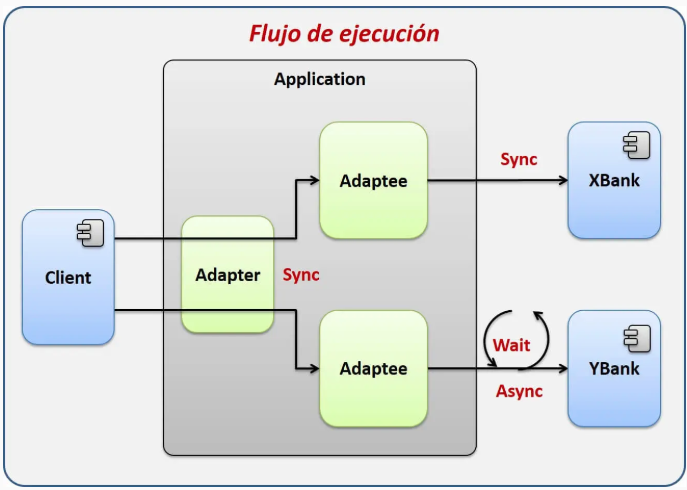 Flujo de ejecución
Application
Adaptee
Sync
XBank
Client
Adapter
Sync
Adaptee
Wait
Async
YBank